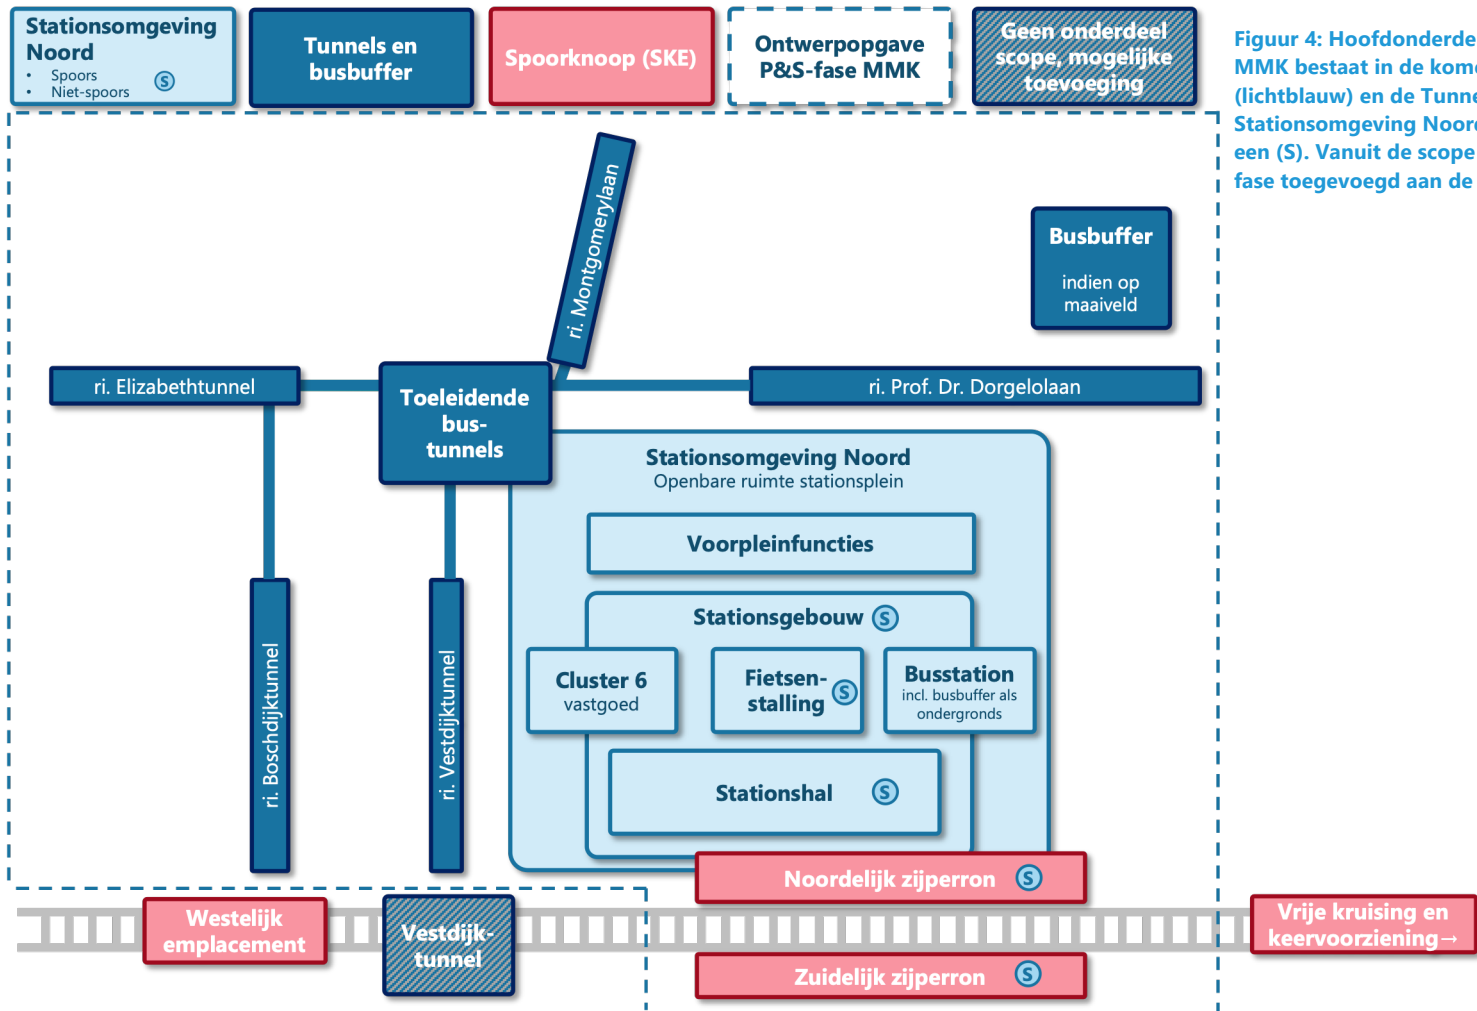 Stationsomgeving
Noord
• Spoors
• Niet-spoors
S
Tunnels en
busbuffer
Spoorknoop (SKE)
Ontwerpopgave
P&S-fase MMK
Geen onderdeel
scope, mogelijke
toevoeging
Figuur 4: Hoofdonderde
MMK bestaat in de kom
(lichtblauw) en de Tunne
Stationsomgeving Noor
een (S). Vanuit de scope
fase toegevoegd aan de
ri. Montgomerylaan
Busbuffer
indien op
maaiveld
ri. Elizabethtunnel
Toeleidende
bus-
tunnels
ri. Prof. Dr. Dorgelolaan
Stationsomgeving Noord
Openbare ruimte stationsplein
Voorpleinfuncties
Stationsgebouw S
Cluster 6
vastgoed
Fietsen-
stalling S
Busstation
incl. busbuffer als
ondergronds
Stationshal S
ri. Boschdijktunnel
ri. Vestdijktunnel
Noordelijk zijperron S
Westelijk
emplacement
Vestdijk-
tunnel
Vrije kruising en
keervoorziening→
Zuidelijk zijperron S